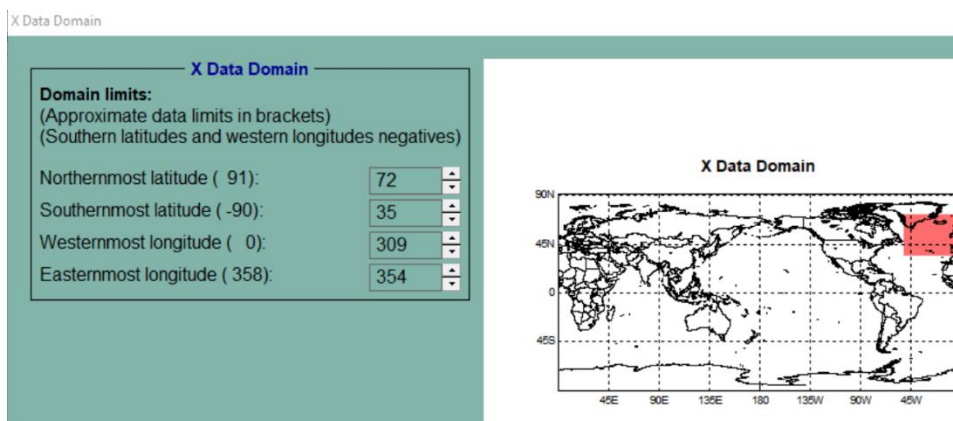 X Data Domain
X Data Domain
Domain limits:
(Approximate data limits in brackets)
(Southern latitudes and western longitudes negatives)
Northernmost latitude ( 91): 72
Southernmost latitude ( -90): 35
Westernmost longitude ( 0): 309
Easternmost longitude ( 358): 354
X Data Domain
90N
45N
0
45S
45E 90E 135E 180 135W 90W 45W